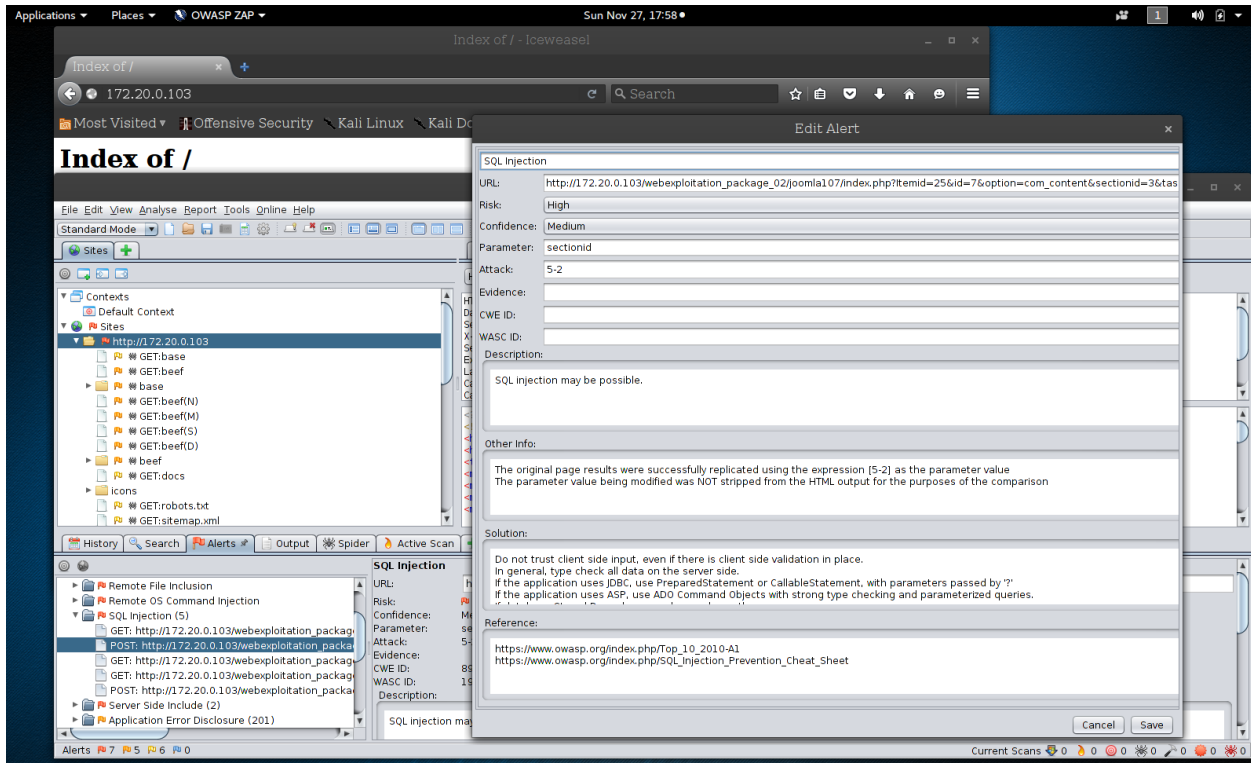 Applications Places OWASP ZAP Sun Nov 27, 17:58 1
Index of / - Iceweasel
Index of /
172.20.0.103 Search
Most Visited Offensive Security Kali Linux Kali Do
Index of /
File Edit View Analyse Report Tools Online Help
Standard Mode
Sites
Contexts
Default Context
Sites
http://172.20.0.103
GET:base
GET:beef
base
GET:beef(N)
GET:beef(M)
GET:beef(S)
GET:beef(D)
beef
GET:docs
icons
GET:robots.txt
GET:sitemap.xml
History Search Alerts Output Spider Active Scan
Remote File Inclusion
Remote OS Command Injection
SQL Injection (5)
GET: http://172.20.0.103/webexploitation_package
POST: http://172.20.0.103/webexploitation_packa
GET: http://172.20.0.103/webexploitation_packag
GET: http://172.20.0.103/webexploitation_packag
POST: http://172.20.0.103/webexploitation_packa
Server Side Include (2)
Application Error Disclosure (201)
SQL Injection
URL: h
Risk:
Confidence: Me
Parameter: se
Attack: 5-
Evidence:
CWE ID: 89
WASC ID: 19
Description:
SQL injection may
Edit Alert
SQL Injection
URL: http://172.20.0.103/webexploitation_package_02/joomla107/index.php?Itemid=25&id=7&option=com_content&sectionid=3&tas
Risk: High
Confidence: Medium
Parameter: sectionid
Attack: 5-2
Evidence:
CWE ID:
WASC ID:
Description:
SQL injection may be possible.
Other Info:
The original page results were successfully replicated using the expression [5-2] as the parameter value
The parameter value being modified was NOT stripped from the HTML output for the purposes of the comparison
Solution:
Do not trust client side input, even if there is client side validation in place.
In general, type check all data on the server side.
If the application uses JDBC, use PreparedStatement or CallableStatement, with parameters passed by '?'
If the application uses ASP, use ADO Command Objects with strong type checking and parameterized queries.
Reference:
https://www.owasp.org/index.php/Top_10_2010-A1
https://www.owasp.org/index.php/SQL_Injection_Prevention_Cheat_Sheet
Cancel Save
Alerts 7 5 6 0 Current Scans 0 0 0 0 0 0 0